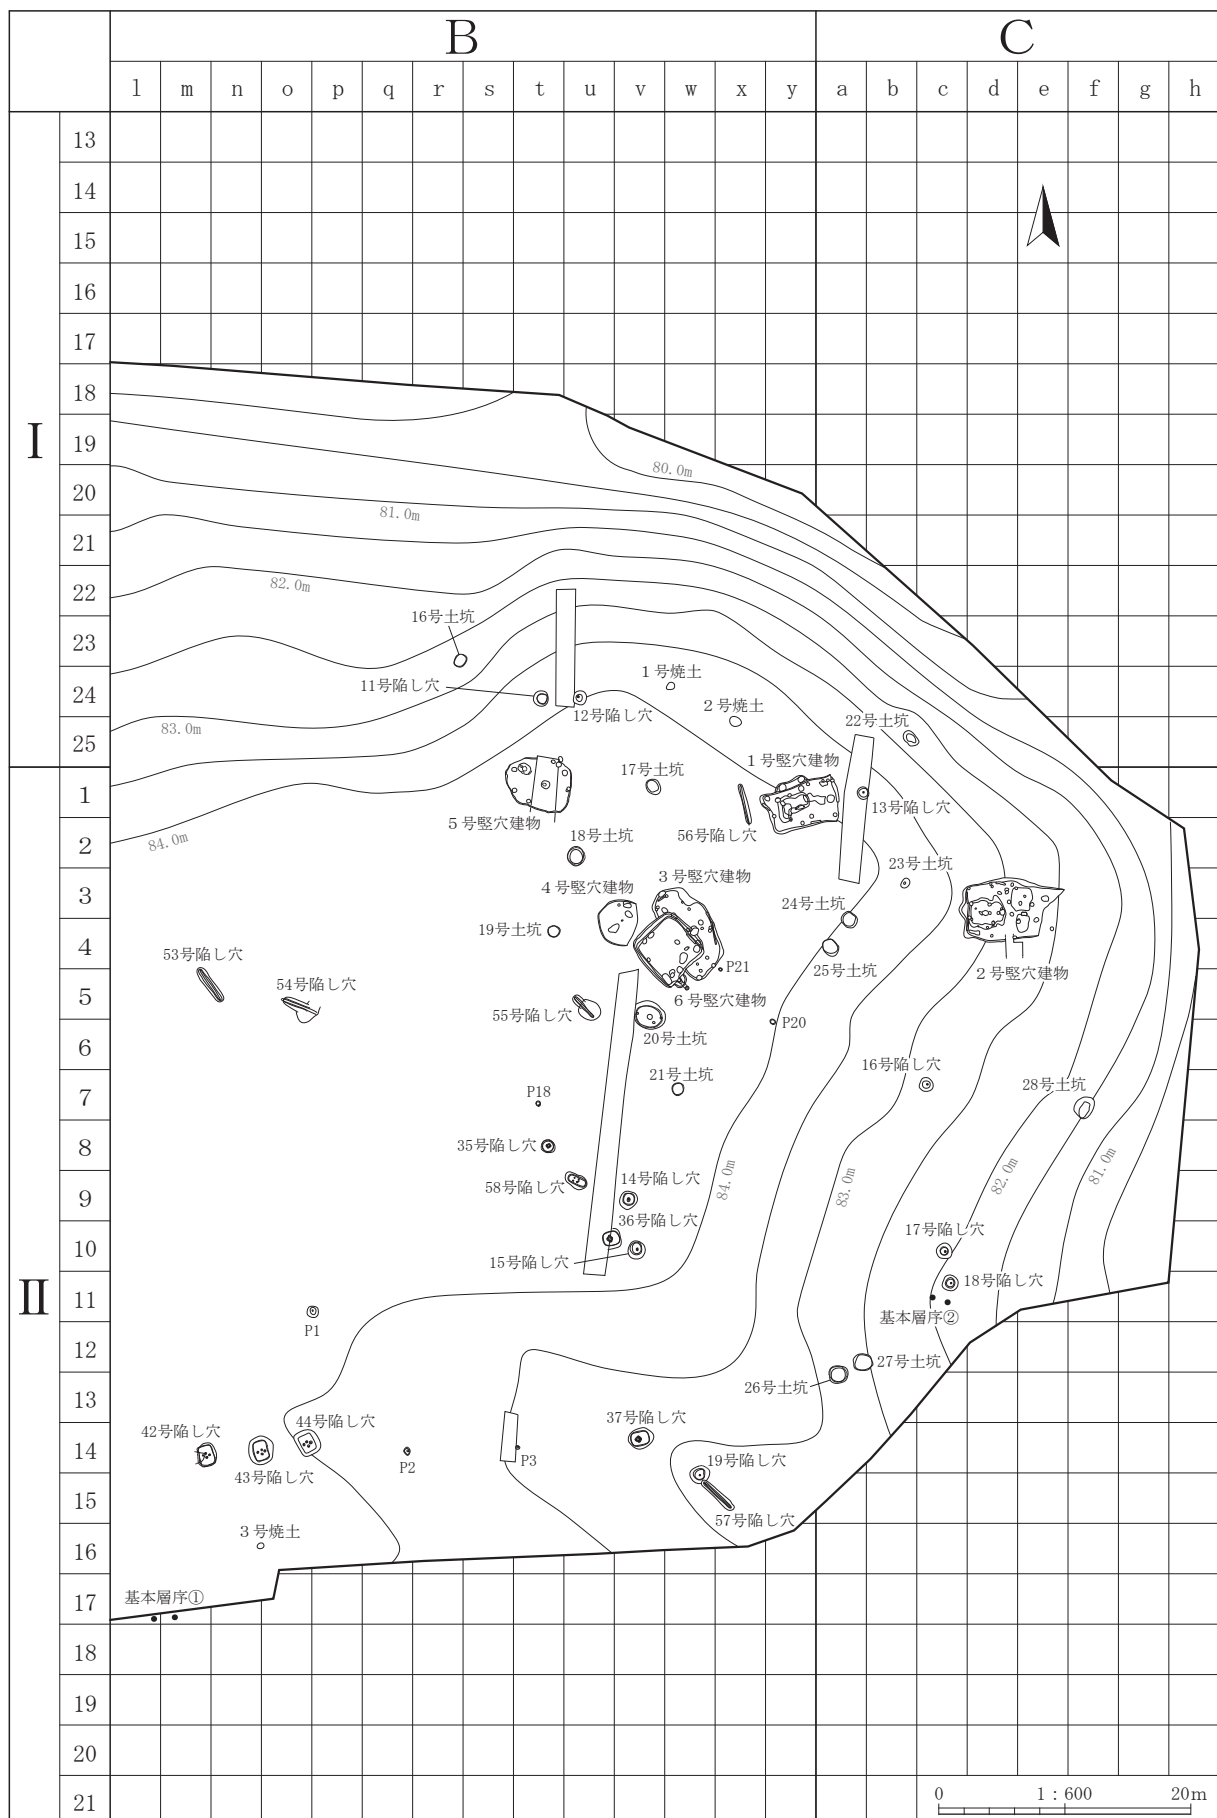 B C
l m n o p q r s t u v w x y a b c d e f g h
I
13
14
15
16
17
18
19
20
21
22
23
24
25
II
1
2
3
4
5
6
7
8
9
10
11
12
13
14
15
16
17
18
19
20
21
80.0m
81.0m
82.0m
16号土坑
11号陥し穴
1号焼土
12号陥し穴
2号焼土
22号土坑
83.0m
17号土坑
1号竪穴建物
13号陥し穴
5号竪穴建物
56号陥し穴
84.0m
18号土坑
23号土坑
4号竪穴建物
3号竪穴建物
24号土坑
19号土坑
53号陥し穴
25号土坑
P21
2号竪穴建物
54号陥し穴
6号竪穴建物
55号陥し穴
P20
20号土坑
16号陥し穴
21号土坑
28号土坑
P18
35号陥し穴
84.0m
83.0m
82.0m
81.0m
58号陥し穴
14号陥し穴
36号陥し穴
17号陥し穴
15号陥し穴
18号陥し穴
基本層序②
P1
27号土坑
26号土坑
42号陥し穴
44号陥し穴
37号陥し穴
43号陥し穴
P2
P3
19号陥し穴
57号陥し穴
3号焼土
基本層序①
0 1:600 20m